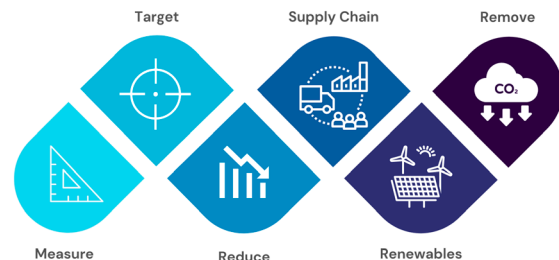 Target
Supply Chain
Remove
CO₂
Measure
Reduce
Renewables